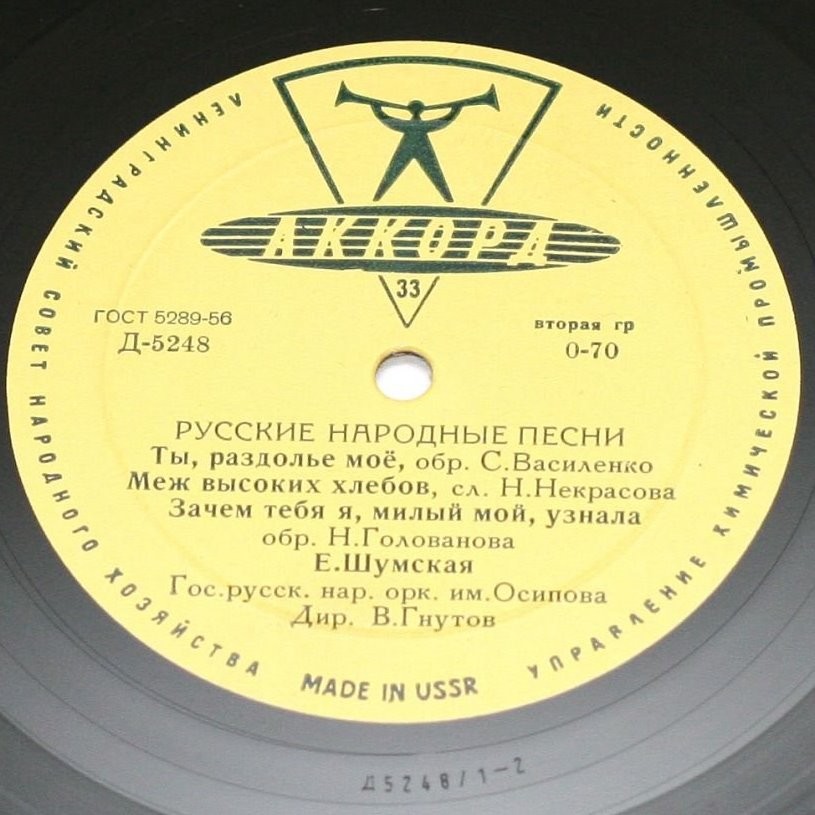 ЛЕНИНГРАДСКИЙ СОВЕТ НАРОДНОГО ХОЗЯЙСТВА
УПРАВЛЕНИЕ ХИМИЧЕСКОЙ ПРОМЫШЛЕННОСТИ
АККОРД
33
ГОСТ 5289-56
вторая гр
Д-5248
0-70
РУССКИЕ НАРОДНЫЕ ПЕСНИ
Ты, раздолье моё, обр. С.Василенко
Меж высоких хлебов, сл. Н.Некрасова
Зачем тебя я, милый мой, узнала
обр. Н.Голованова
Е.Шумская
Гос.русск. нар. орк. им.Осипова
Дир. В.Гнутов
MADE IN USSR
Д5248/1-2